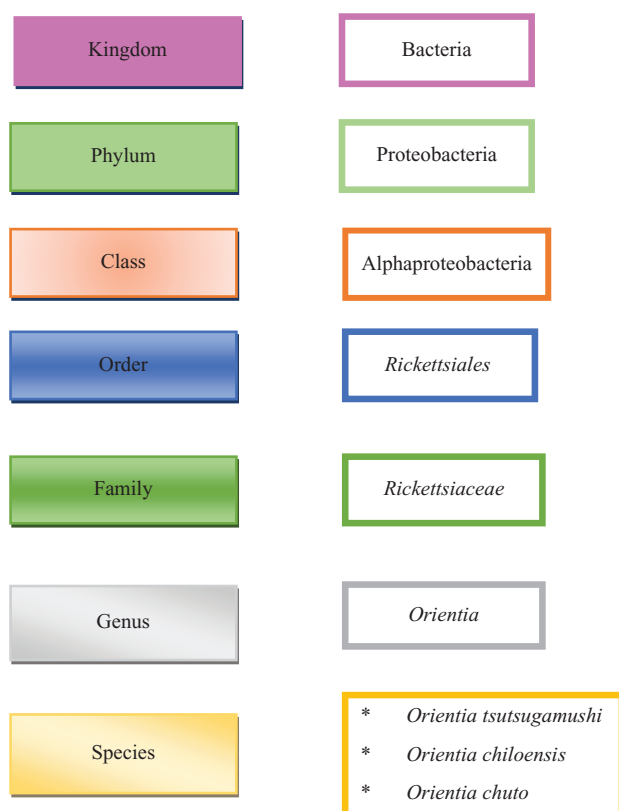 Kingdom Bacteria
Phylum Proteobacteria
Class Alphaproteobacteria
Order Rickettsiales
Family Rickettsiaceae
Genus Orientia
Species
* Orientia tsutsugamushi
* Orientia chiloensis
* Orientia chuto